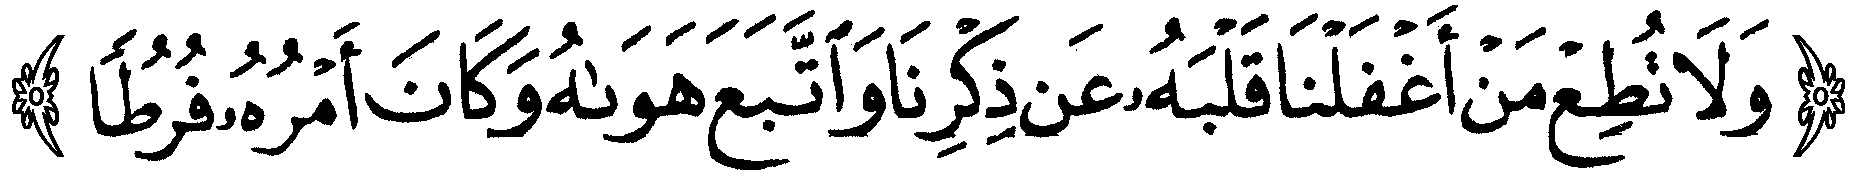 ﴿وَلَا تُطِعْ مَنْ أَغْفَلْنَا قَلْبَهُۥ عَن ذِكْرِنَا وَٱتَّبَعَ هَوَىٰهُ وَكَانَ أَمْرُهُۥ فُرُطًا﴾